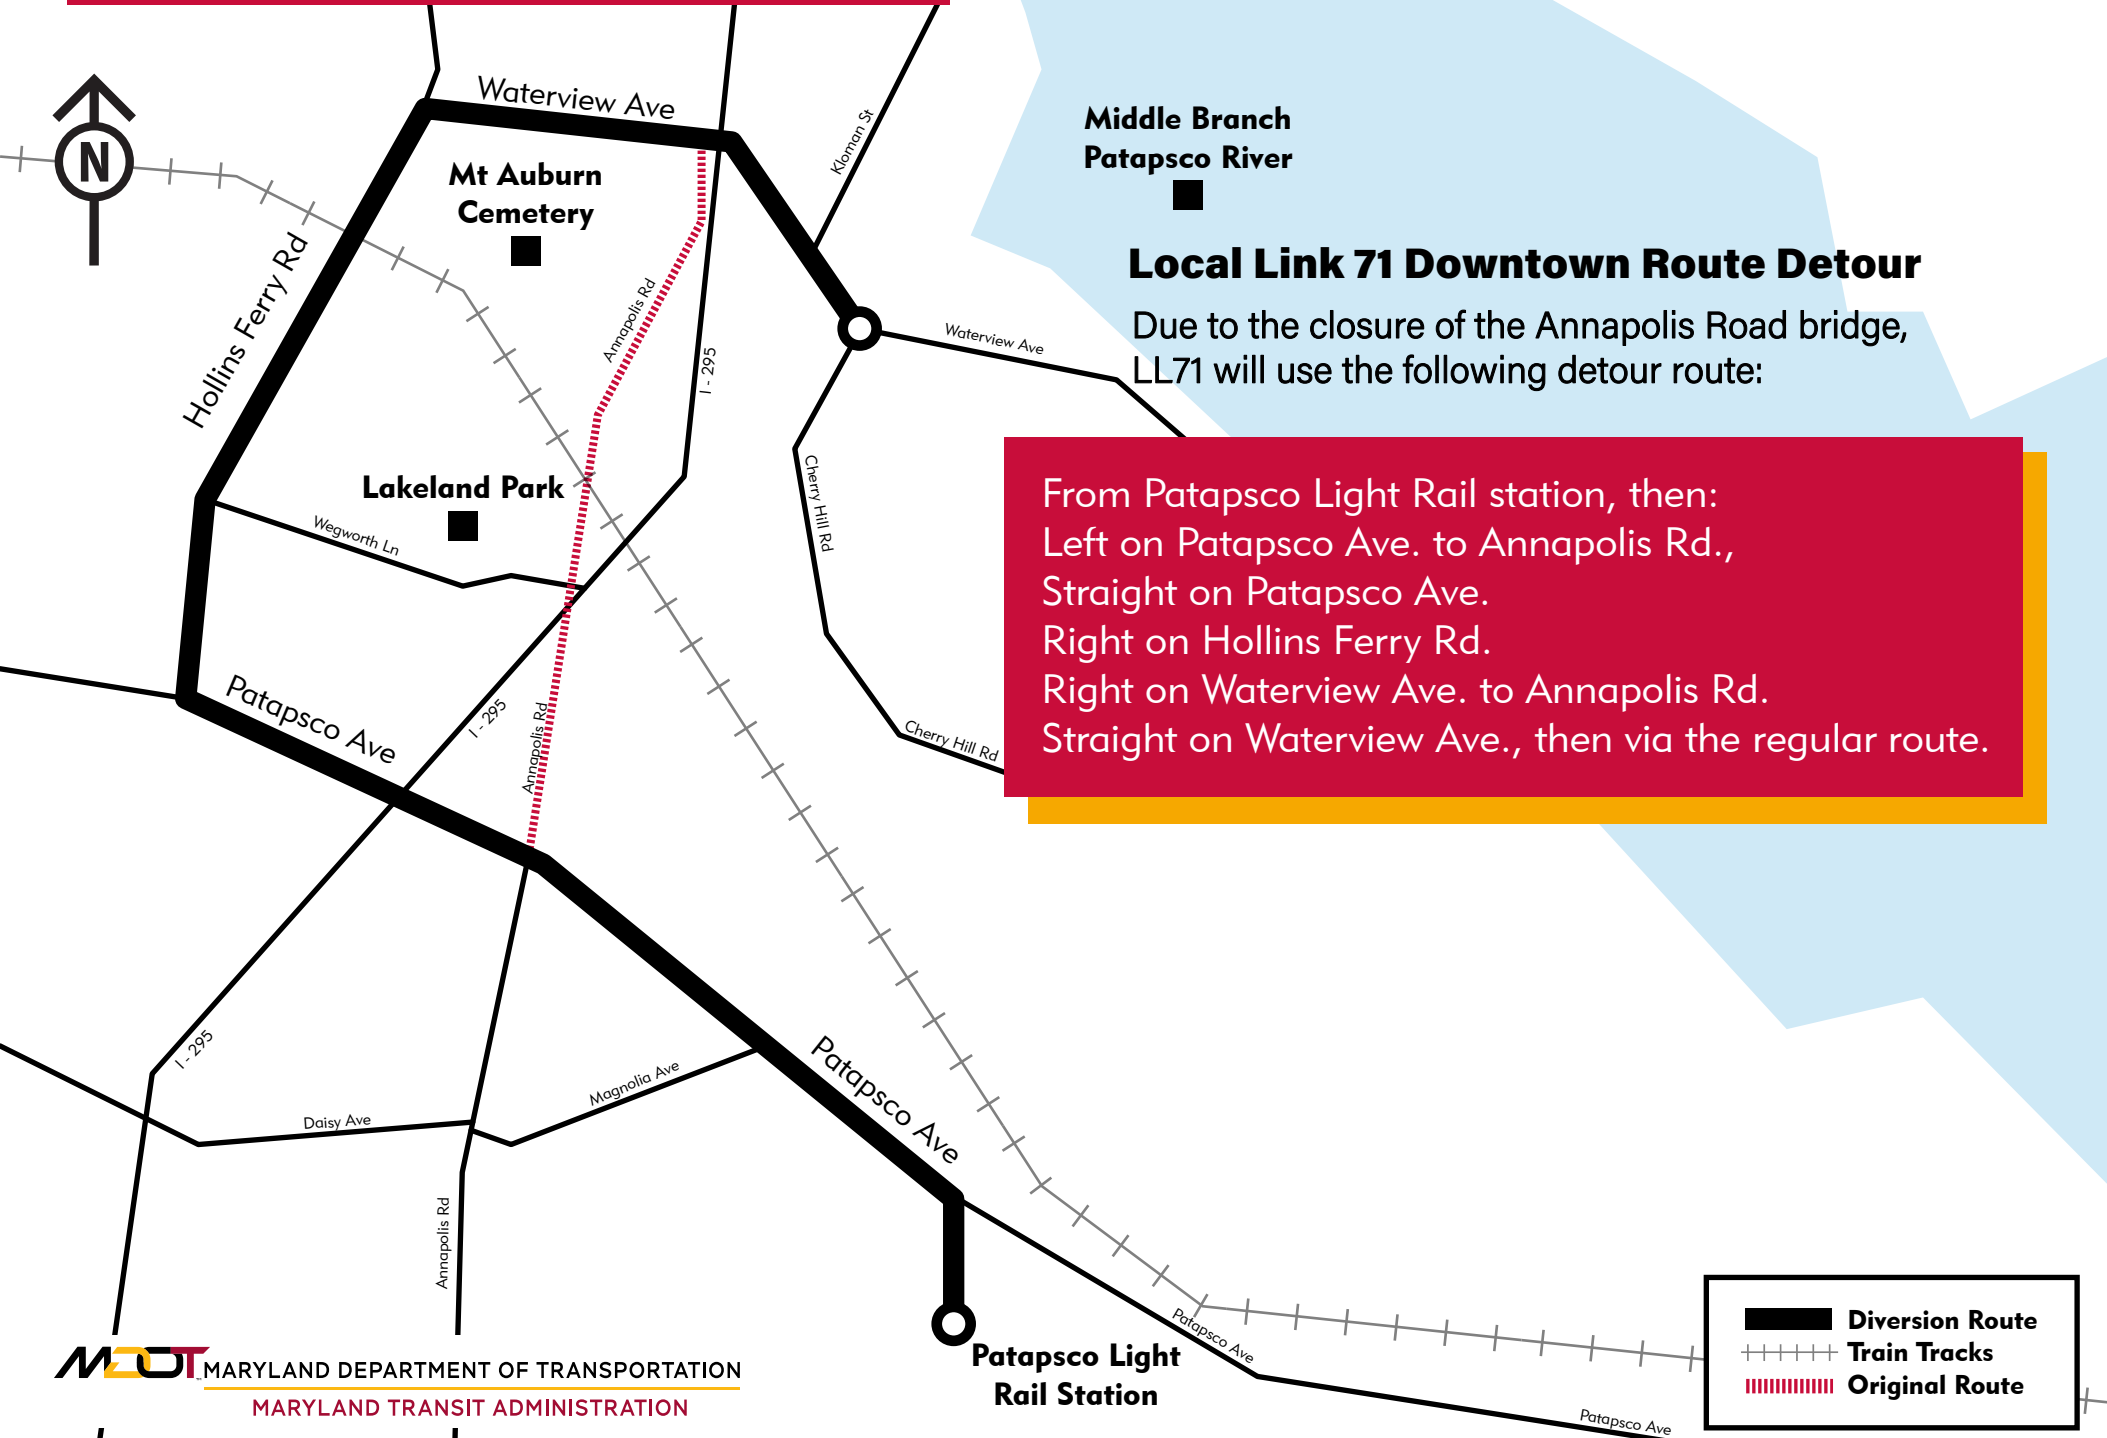 Waterview Ave
N
Mt Auburn
Cemetery
Kloman St
Middle Branch
Patapsco River
Hollins Ferry Rd
Annapolis Rd
I - 295
Waterview Ave
Local Link 71 Downtown Route Detour
Due to the closure of the Annapolis Road bridge,
LL71 will use the following detour route:
Lakeland Park
Wegworth Ln
Cherry Hill Rd
From Patapsco Light Rail station, then:
Left on Patapsco Ave. to Annapolis Rd.,
Straight on Patapsco Ave.
Right on Hollins Ferry Rd.
Right on Waterview Ave. to Annapolis Rd.
Straight on Waterview Ave., then via the regular route.
Patapsco Ave
I - 295
Annapolis Rd
Cherry Hill Rd
I - 295
Patapsco Ave
Magnolia Ave
Daisy Ave
Annapolis Rd
Patapsco Light
Rail Station
Patapsco Ave
Patapsco Ave
Diversion Route
Train Tracks
Original Route
MDOT MARYLAND DEPARTMENT OF TRANSPORTATION
MARYLAND TRANSIT ADMINISTRATION